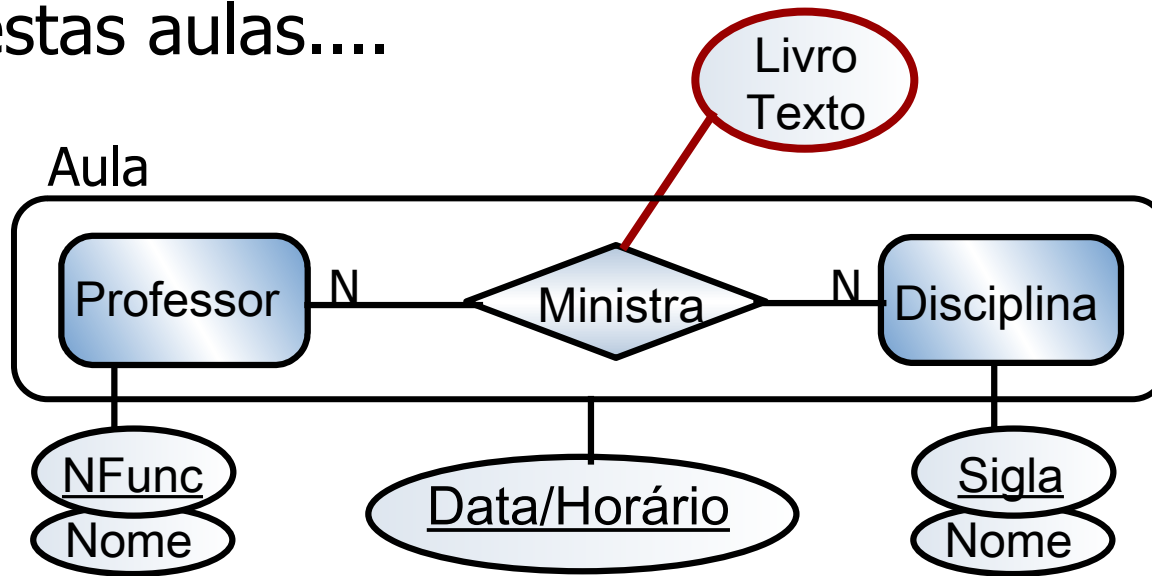 estas aulas....
Livro
Texto
Aula
Professor
N
Ministra
N
Disciplina
NFunc
Nome
Data/Horário
Sigla
Nome